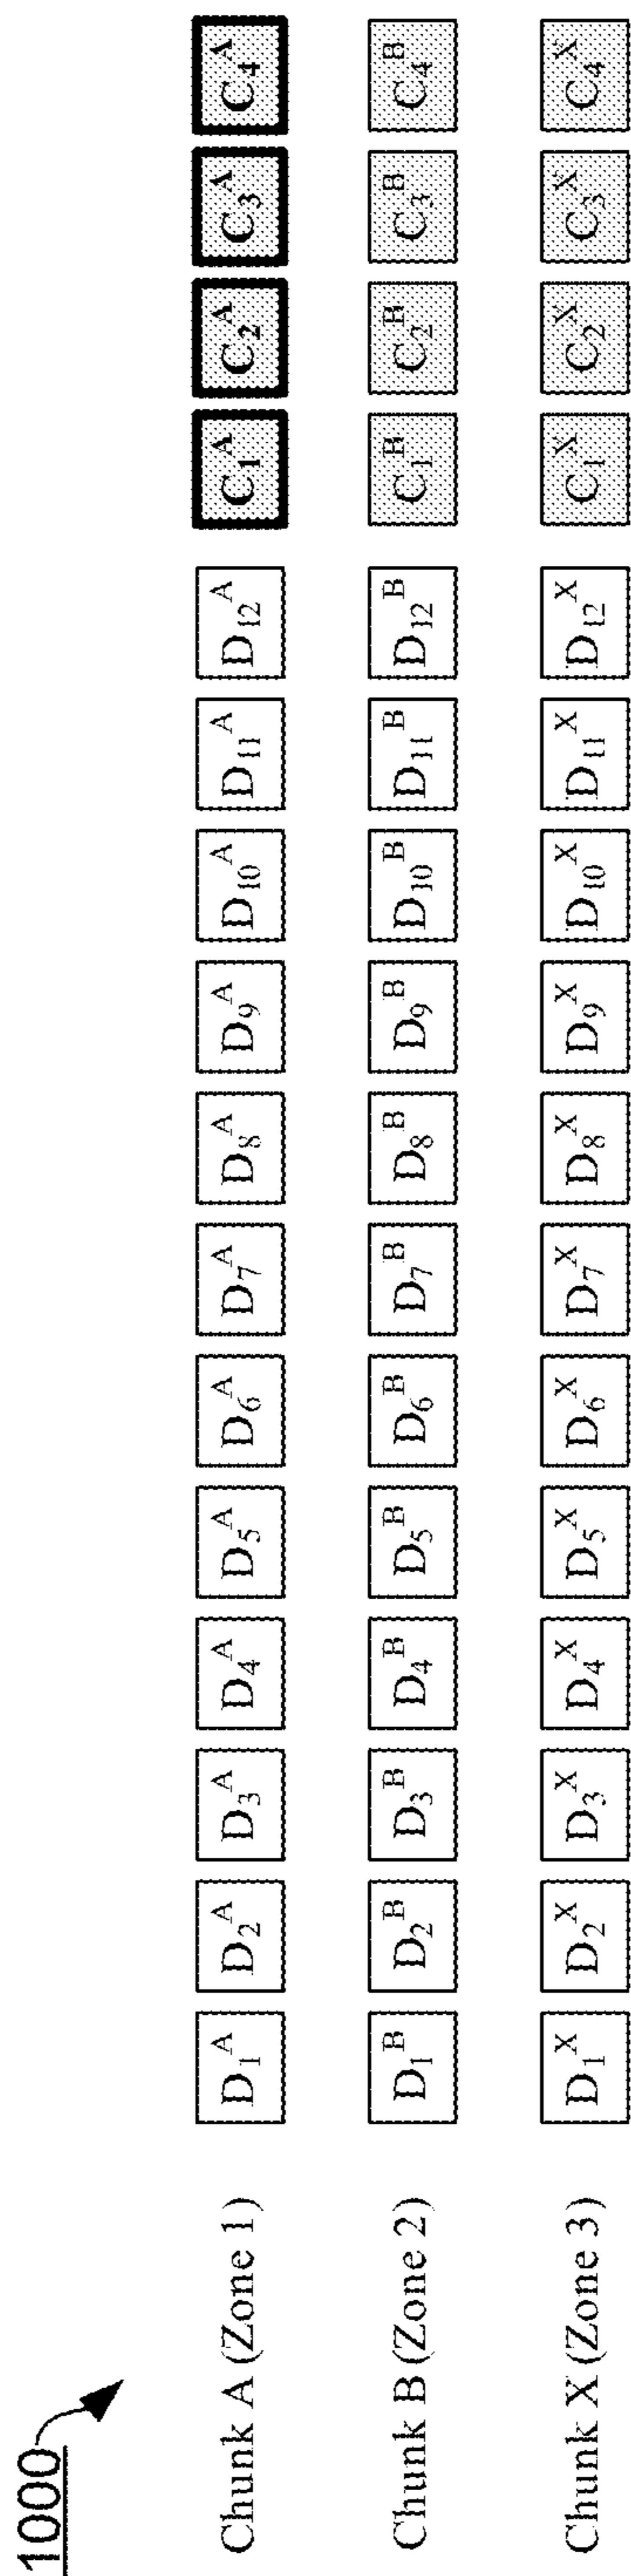 1000
Chunk A (Zone 1) D₁ᴬ D₂ᴬ D₃ᴬ D₄ᴬ D₅ᴬ D₆ᴬ D₇ᴬ D₈ᴬ D₉ᴬ D₁₀ᴬ D₁₁ᴬ D₁₂ᴬ C₁ᴬ C₂ᴬ C₃ᴬ C₄ᴬ
Chunk B (Zone 2) D₁ᴮ D₂ᴮ D₃ᴮ D₄ᴮ D₅ᴮ D₆ᴮ D₇ᴮ D₈ᴮ D₉ᴮ D₁₀ᴮ D₁₁ᴮ D₁₂ᴮ C₁ᴮ C₂ᴮ C₃ᴮ C₄ᴮ
Chunk X (Zone 3) D₁ˣ D₂ˣ D₃ˣ D₄ˣ D₅ˣ D₆ˣ D₇ˣ D₈ˣ D₉ˣ D₁₀ˣ D₁₁ˣ D₁₂ˣ C₁ˣ C₂ˣ C₃ˣ C₄ˣ